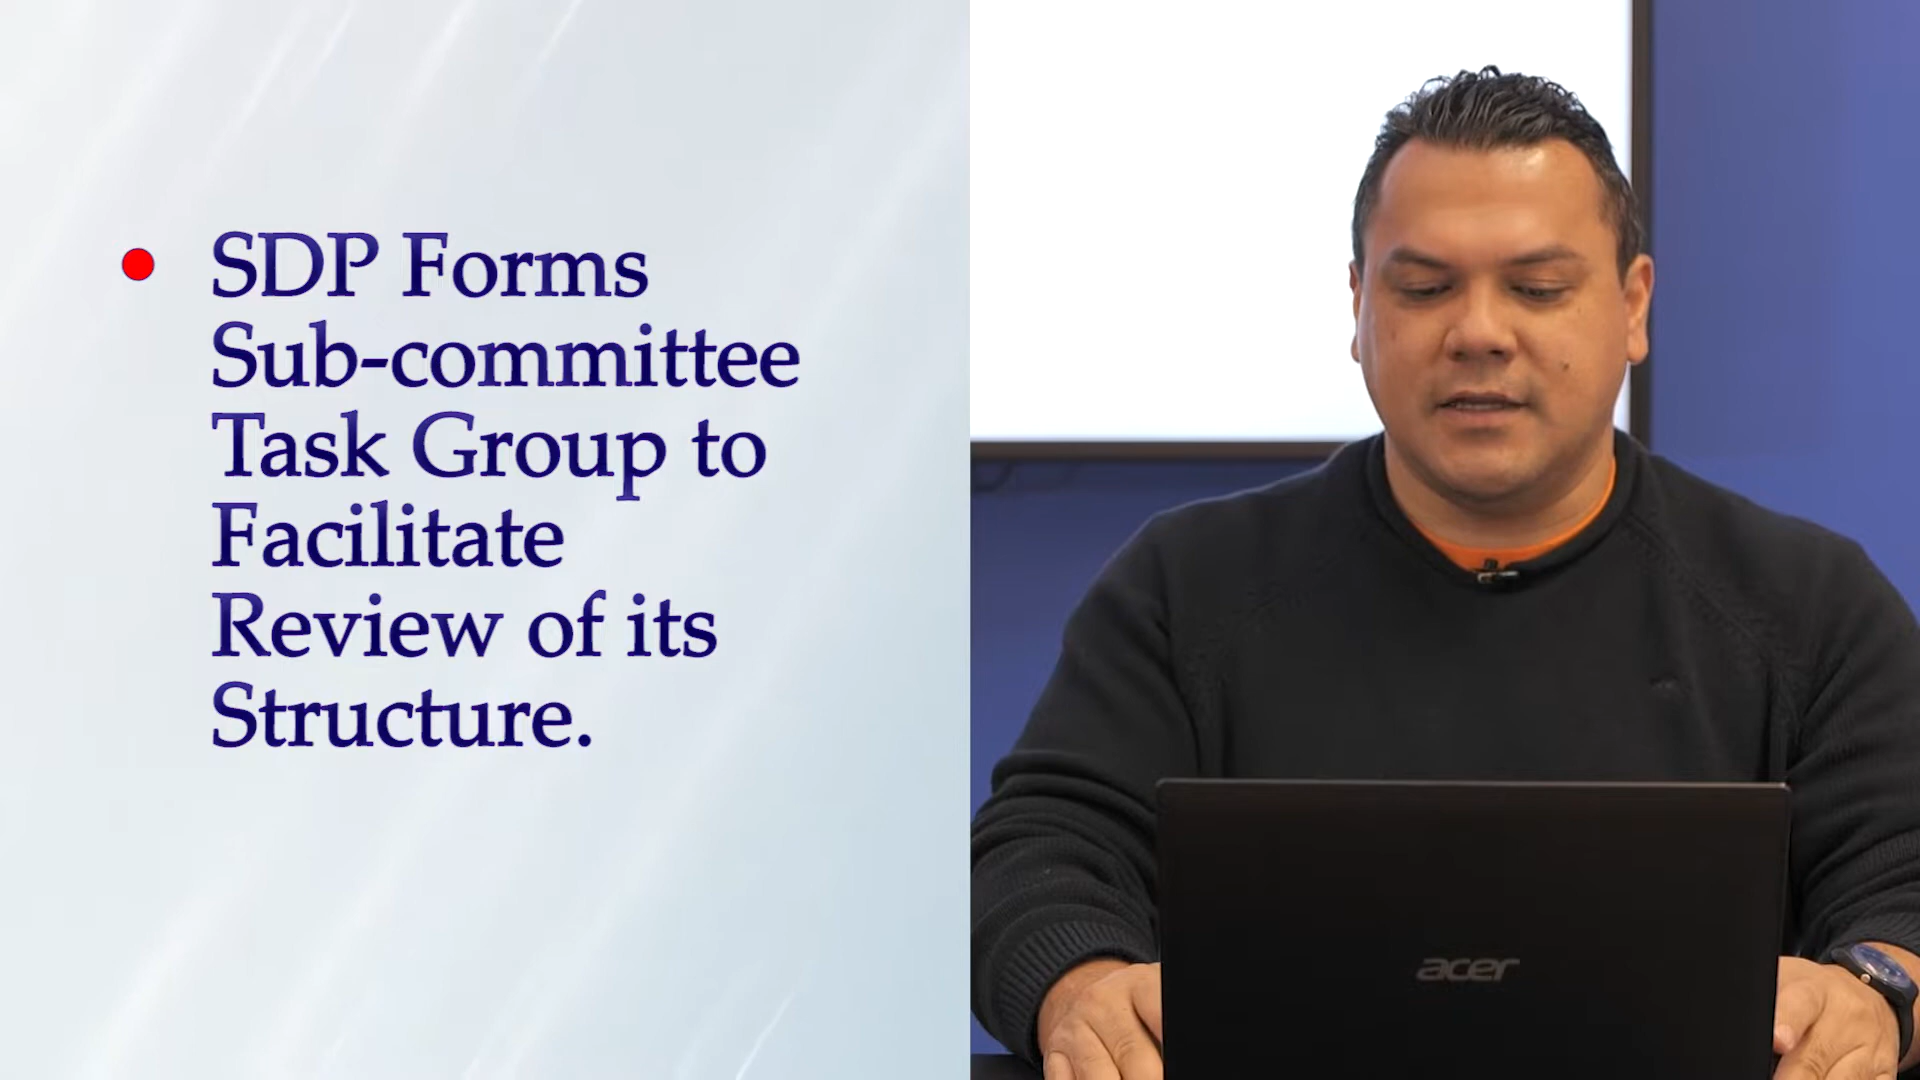 SDP Forms
Sub-committee
Task Group to
Facilitate
Review of its
Structure.
acer